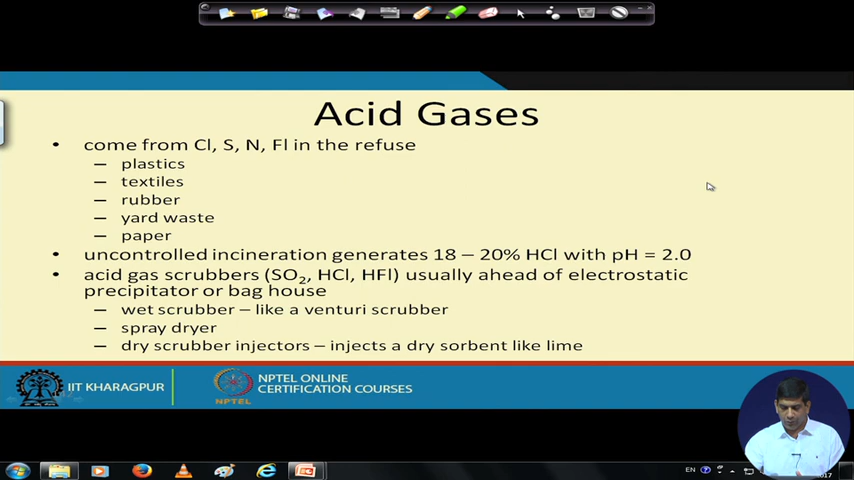 Acid Gases
• come from Cl, S, N, Fl in the refuse
– plastics
– textiles
– rubber
– yard waste
– paper
• uncontrolled incineration generates 18 – 20% HCl with pH = 2.0
• acid gas scrubbers (SO2, HCl, HFl) usually ahead of electrostatic
precipitator or bag house
– wet scrubber – like a venturi scrubber
– spray dryer
– dry scrubber injectors – injects a dry sorbent like lime
IIT KHARAGPUR
NPTEL
NPTEL ONLINE
CERTIFICATION COURSES
EN